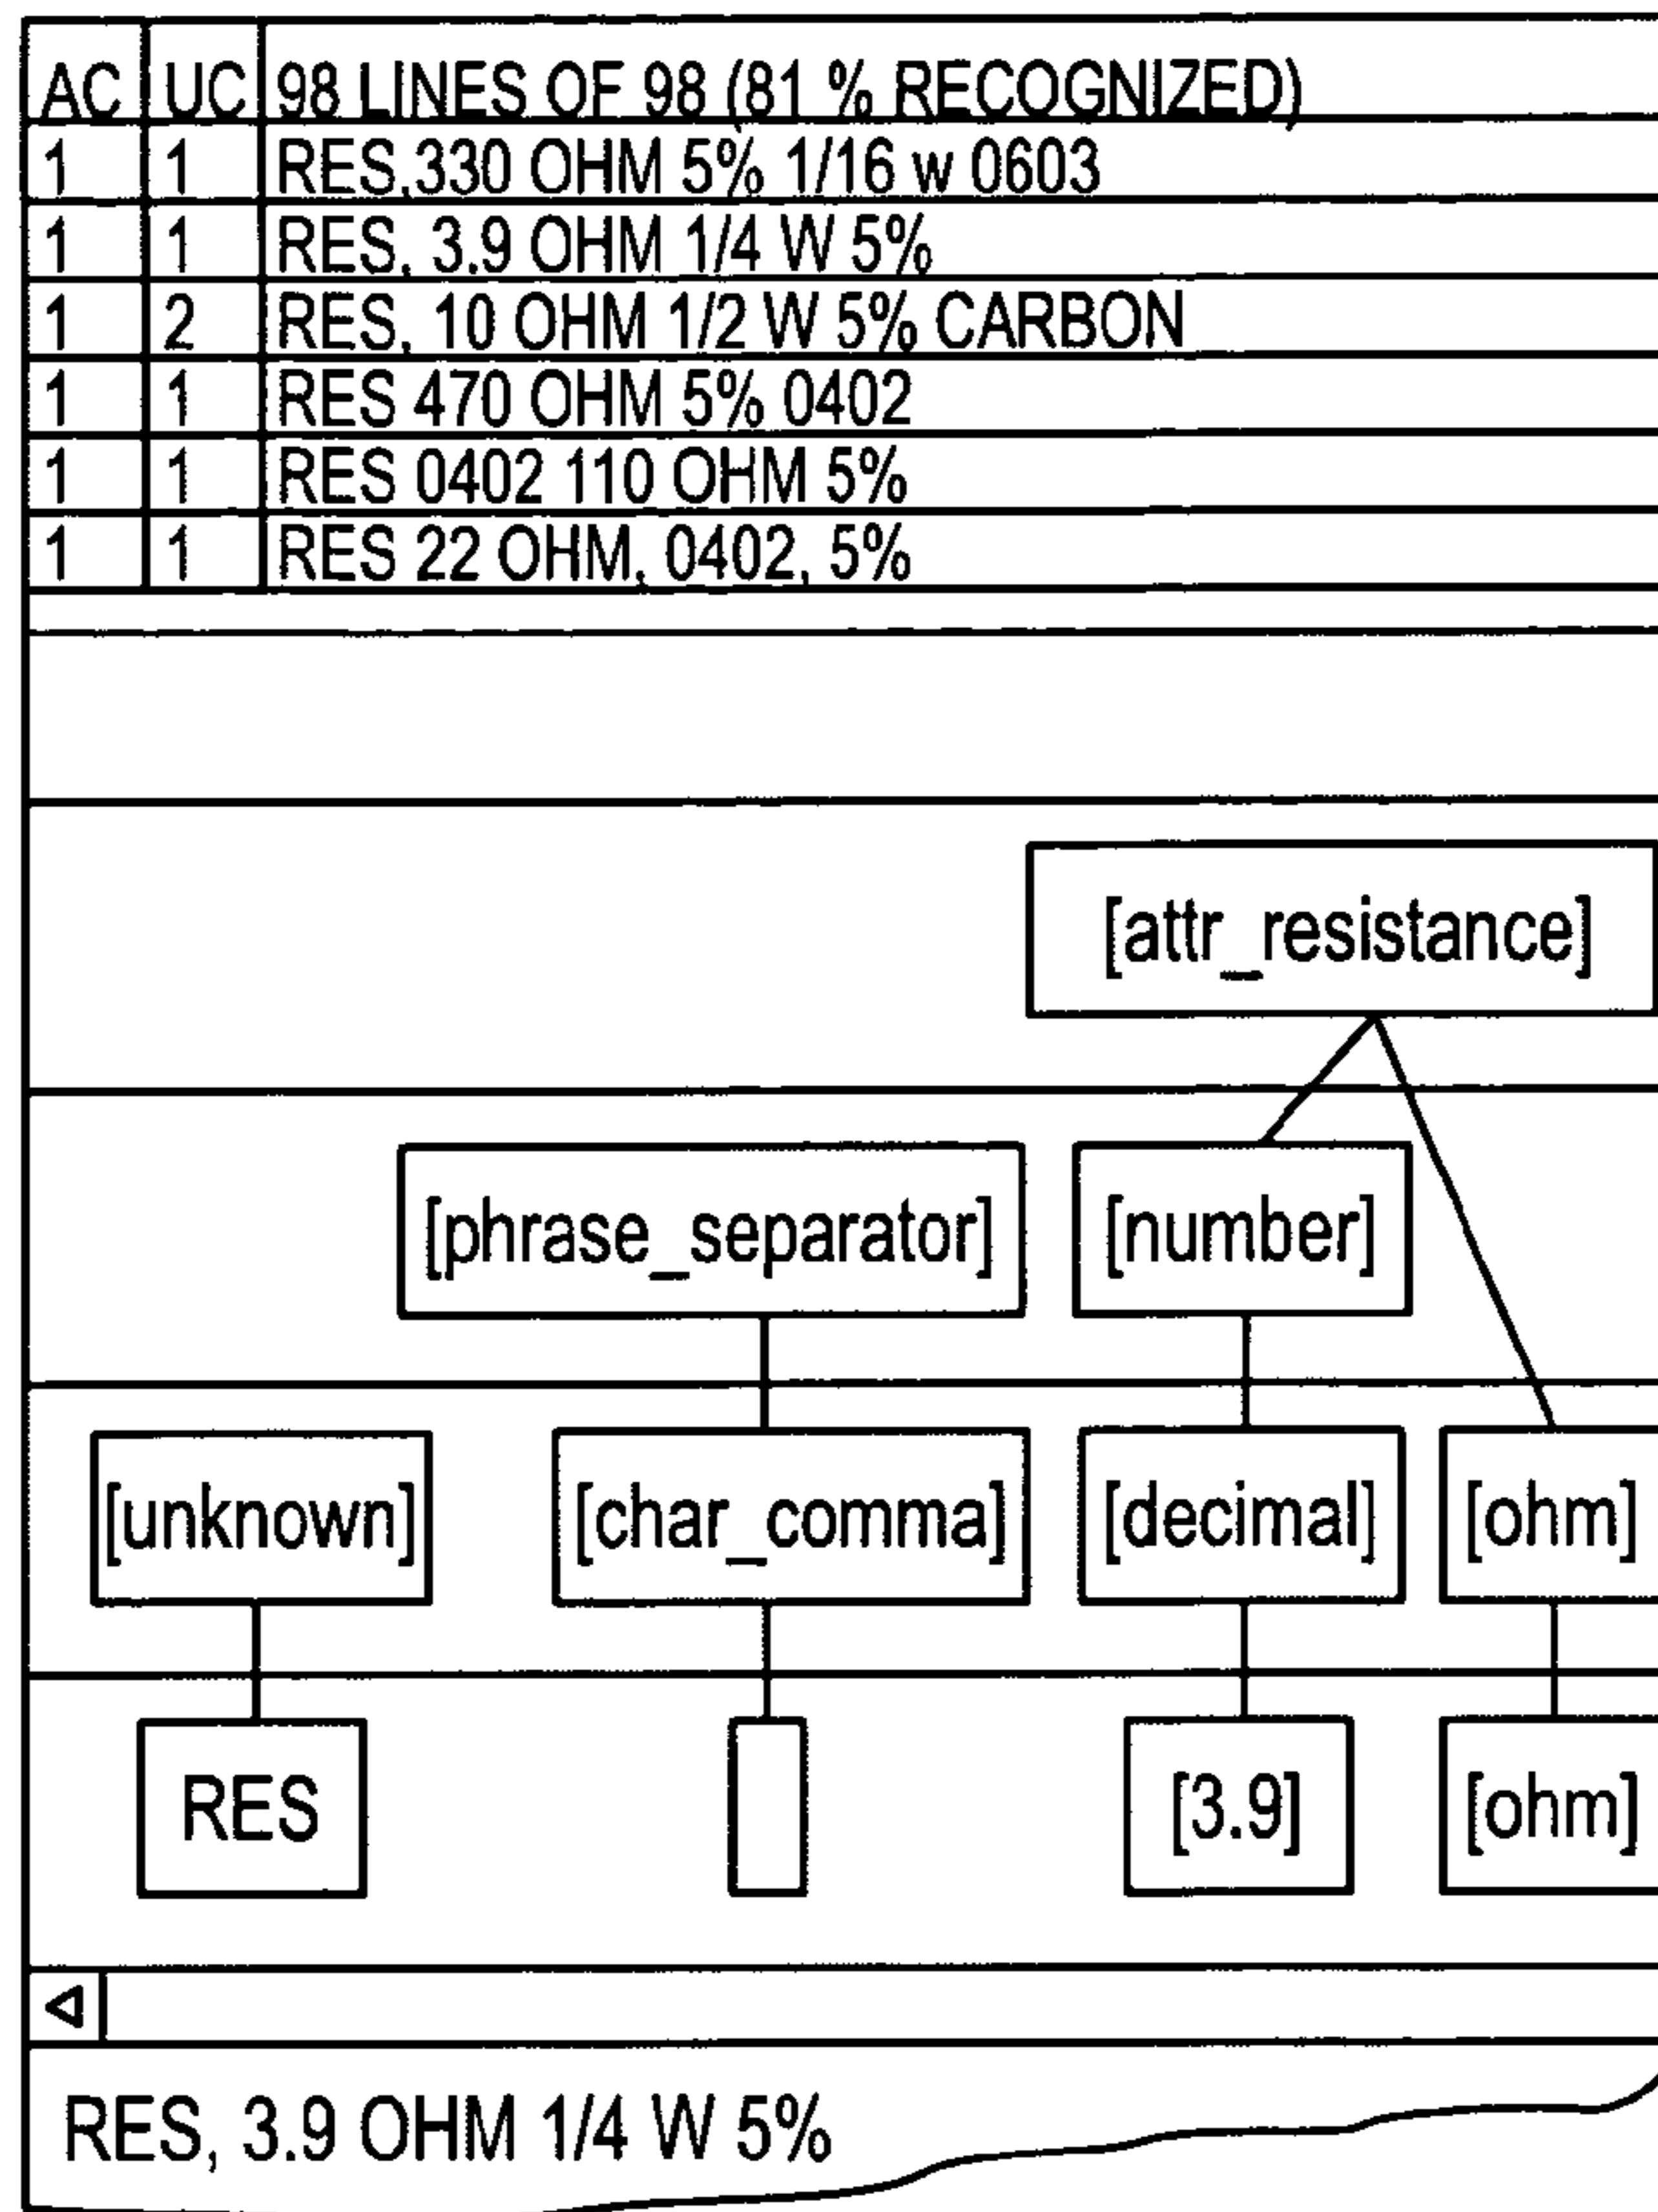 AC UC 98 LINES OF 98 (81 % RECOGNIZED)
1 1 RES,330 OHM 5% 1/16 w 0603
1 1 RES, 3.9 OHM 1/4 W 5%
1 2 RES, 10 OHM 1/2 W 5% CARBON
1 1 RES 470 OHM 5% 0402
1 1 RES 0402 110 OHM 5%
1 1 RES 22 OHM, 0402, 5%
[attr_resistance]
[phrase_separator] [number]
[unknown] [char_comma] [decimal] [ohm]
RES [3.9] [ohm]
RES, 3.9 OHM 1/4 W 5%